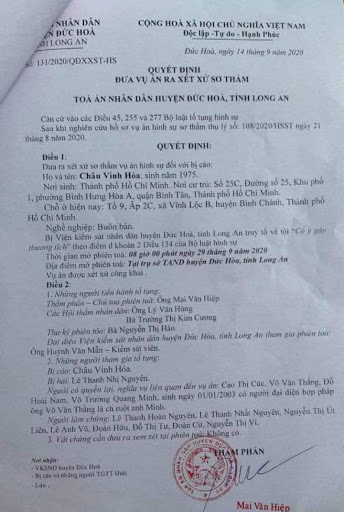 N NHÂN DÂN CỘNG HOÀ XÃ HỘI CHỦ NGHĨA VIỆT NAM
YỆN ĐỨC HOÀ Độc lập -Tự do - Hạnh Phúc
NH LONG AN
Đức Hoà, ngày 14 tháng 9 năm 2020
Số: 131/2020/QĐXXST-HS
QUYẾT ĐỊNH
ĐƯA VỤ ÁN RA XÉT XỬ SƠ THẨM
TOÀ ÁN NHÂN DÂN HUYỆN ĐỨC HOÀ, TỈNH LONG AN
Căn cứ vào các Điều 45, 255 và 277 Bộ luật tố tụng hình sự
Sau khi nghiên cứu hồ sơ vụ án hình sự sơ thẩm thụ lý số: 108/2020/HSST ngày 21
tháng 8 năm 2020.
QUYẾT ĐỊNH:
Điều 1:
Đưa ra xét xử sơ thẩm vụ án hình sự đối với bị cáo:
Họ và tên: Châu Vinh Hóa, sinh năm 1975.
Nơi sinh: Thành phố Hồ Chí Minh. Nơi cư trú: Số 25C, Đường số 25, Khu phố
1, phường Bình Hưng Hòa A, quận Bình Tân, Thành phố Hồ Chí Minh.
Chỗ ở hiện nay: Tổ 9, Ấp 2C, xã Vĩnh Lộc B, huyện Bình Chánh, Thành phố
Hồ Chí Minh.
Nghề nghiệp: Buôn bán.
Bị Viện kiểm sát nhân dân huyện Đức Hoà, tỉnh Long An truy tố về tội "Cố ý gây
thương tích" theo điểm đ khoản 2 Điều 134 của Bộ luật hình sự
Thời gian mở phiên toà: 08 giờ 00 phút ngày 29 tháng 9 năm 2020
Địa điểm mở phiên toà: Tại trụ sở TAND huyện Đức Hòa, tỉnh Long An
Vụ án được xét xử công khai.
Điều 2:
1. Những người tiến hành tố tụng:
Thẩm phán – Chủ toạ phiên toà: Ông Mai Văn Hiệp
Các Hội thẩm nhân dân: Ông Lý Văn Hùng
Bà Trương Thị Kim Cương
Thư ký phiên tòa: Bà Nguyễn Thị Hảo.
Đại diện Viện kiểm sát nhân dân huyện Đức Hòa, tỉnh Long An tham gia phiên toà:
Ông Huỳnh Văn Mẫn – Kiểm sát viên.
2. Những người tham gia tố tụng:
Bị cáo: Châu Vinh Hóa.
Bị hại: Lê Thanh Nhị Nguyên.
Người có quyền lợi, nghĩa vụ liên quan đến vụ án: Cao Thị Cúc, Võ Văn Thắng, Đỗ
Hoài Nam, Võ Trường Quang Minh, sinh ngày 01/01/2003 có người đại diện hợp pháp
ông Võ Văn Thắng là cha ruột anh Minh.
Người làm chứng: Lê Thanh Hoàn Nguyên, Lê Thanh Nhất Nguyên, Nguyễn Thị Út
Liên, Lê Anh Vũ, Đoàn Hữu, Đỗ Thị Tư, Đoàn Cử, Nguyễn Thị Vi.
3. Vật chứng cần đưa ra xem xét tại phiên toà: Không có.
Nơi nhận: THẨM PHÁN
- VKSND huyện Đức Hoà
- Bị cáo và những người TGTT khác
- Lưu.
Mai Văn Hiệp